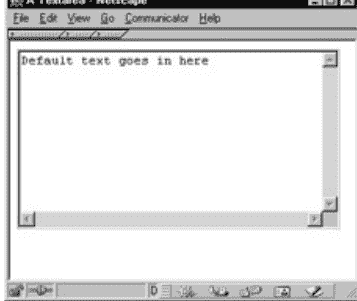 A Textarea - Netscape
File Edit View Go Communicator Help
Default text goes in here